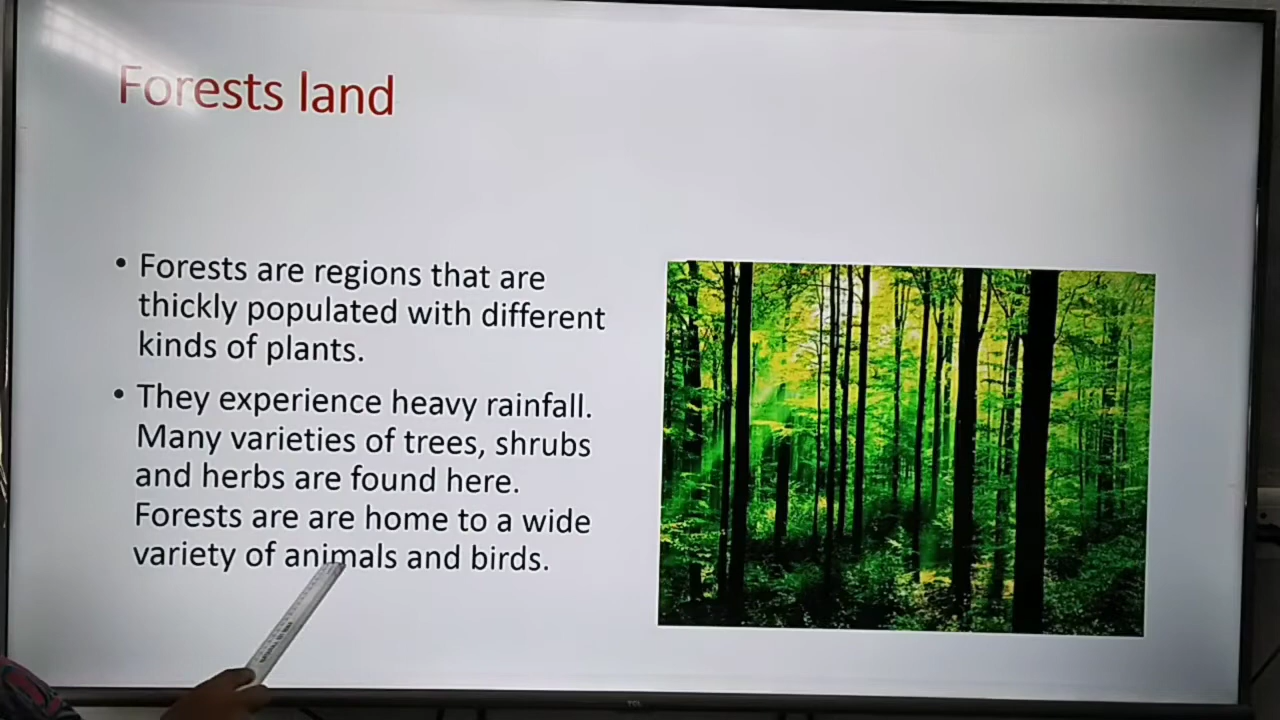 Forests land
• Forests are regions that are
thickly populated with different
kinds of plants.
• They experience heavy rainfall.
Many varieties of trees, shrubs
and herbs are found here.
Forests are are home to a wide
variety of animals and birds.
TCL